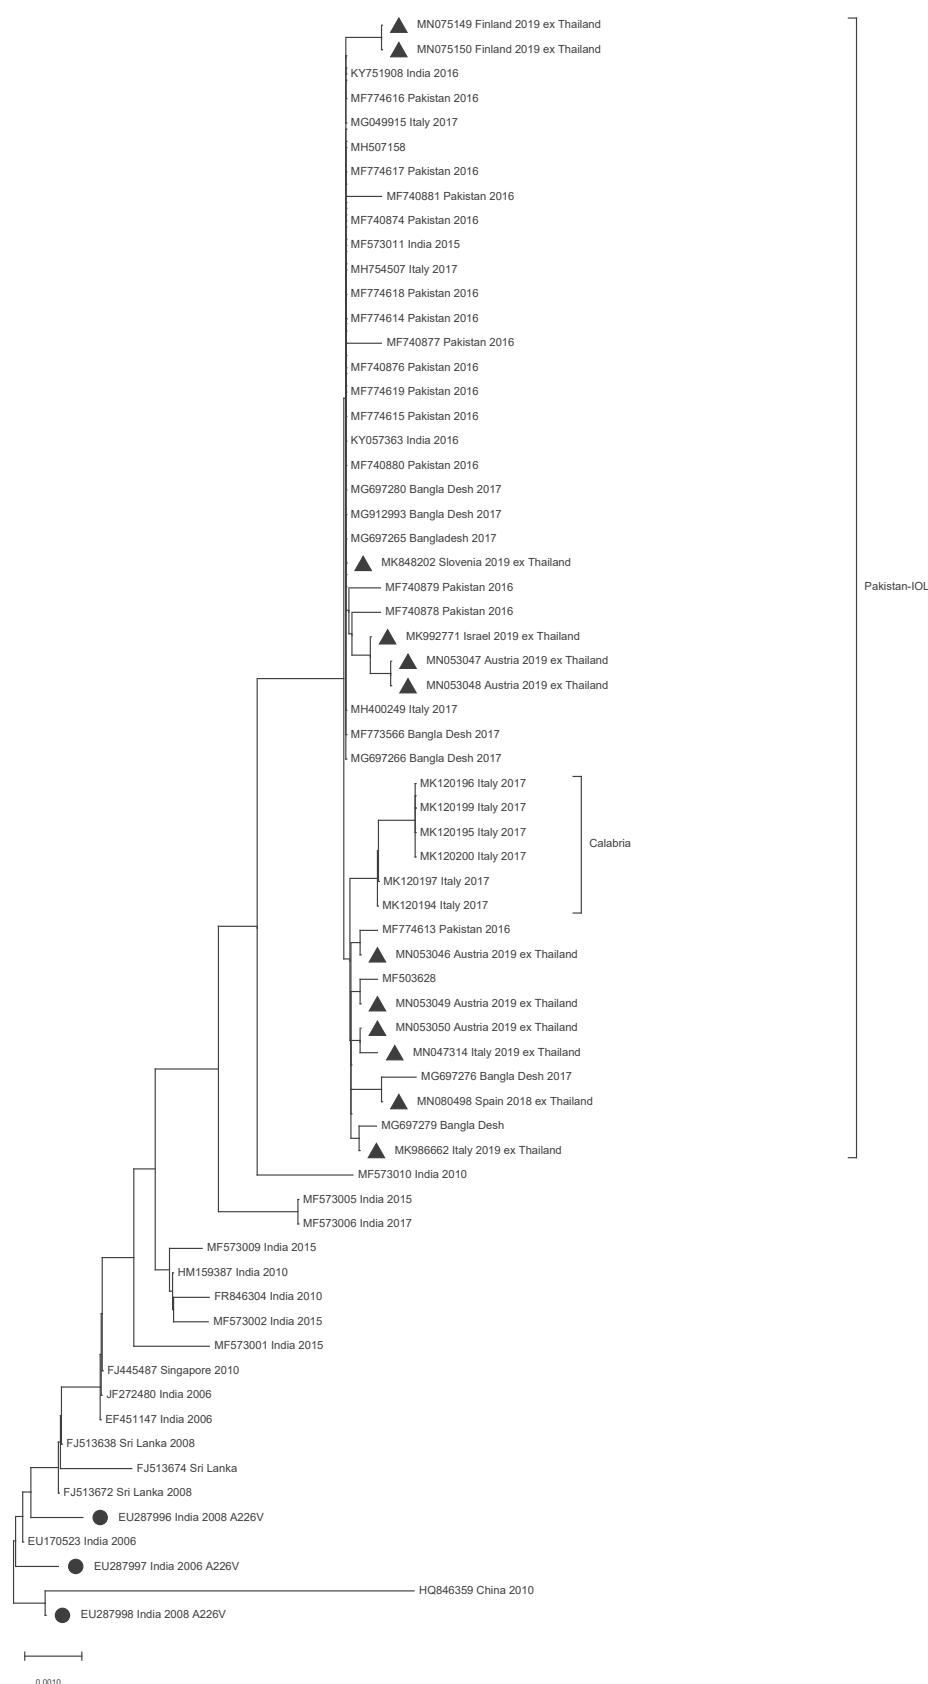 MN075149 Finland 2019 ex Thailand
MN075150 Finland 2019 ex Thailand
KY751908 India 2016
MF774616 Pakistan 2016
MG049915 Italy 2017
MH507158
MF774617 Pakistan 2016
MF740881 Pakistan 2016
MF740874 Pakistan 2016
MF573011 India 2015
MH754507 Italy 2017
MF774618 Pakistan 2016
MF774614 Pakistan 2016
MF740877 Pakistan 2016
MF740876 Pakistan 2016
MF774619 Pakistan 2016
MF774615 Pakistan 2016
KY057363 India 2016
MF740880 Pakistan 2016
MG697280 Bangla Desh 2017
MG912993 Bangla Desh 2017
MG697265 Bangladesh 2017
MK848202 Slovenia 2019 ex Thailand
MF740879 Pakistan 2016
Pakistan-IOL
MF740878 Pakistan 2016
MK992771 Israel 2019 ex Thailand
MN053047 Austria 2019 ex Thailand
MN053048 Austria 2019 ex Thailand
MH400249 Italy 2017
MF773566 Bangla Desh 2017
MG697266 Bangla Desh 2017
MK120196 Italy 2017
MK120199 Italy 2017
MK120195 Italy 2017
Calabria
MK120200 Italy 2017
MK120197 Italy 2017
MK120194 Italy 2017
MF774613 Pakistan 2016
MN053046 Austria 2019 ex Thailand
MF503628
MN053049 Austria 2019 ex Thailand
MN053050 Austria 2019 ex Thailand
MN047314 Italy 2019 ex Thailand
MG697276 Bangla Desh 2017
MN080498 Spain 2018 ex Thailand
MG697279 Bangla Desh
MK986662 Italy 2019 ex Thailand
MF573010 India 2010
MF573005 India 2015
MF573006 India 2017
MF573009 India 2015
HM159387 India 2010
FR846304 India 2010
MF573002 India 2015
MF573001 India 2015
FJ445487 Singapore 2010
JF272480 India 2006
EF451147 India 2006
FJ513638 Sri Lanka 2008
FJ513674 Sri Lanka
FJ513672 Sri Lanka 2008
EU287996 India 2008 A226V
EU170523 India 2006
EU287997 India 2006 A226V
HQ846359 China 2010
EU287998 India 2008 A226V
0.0010